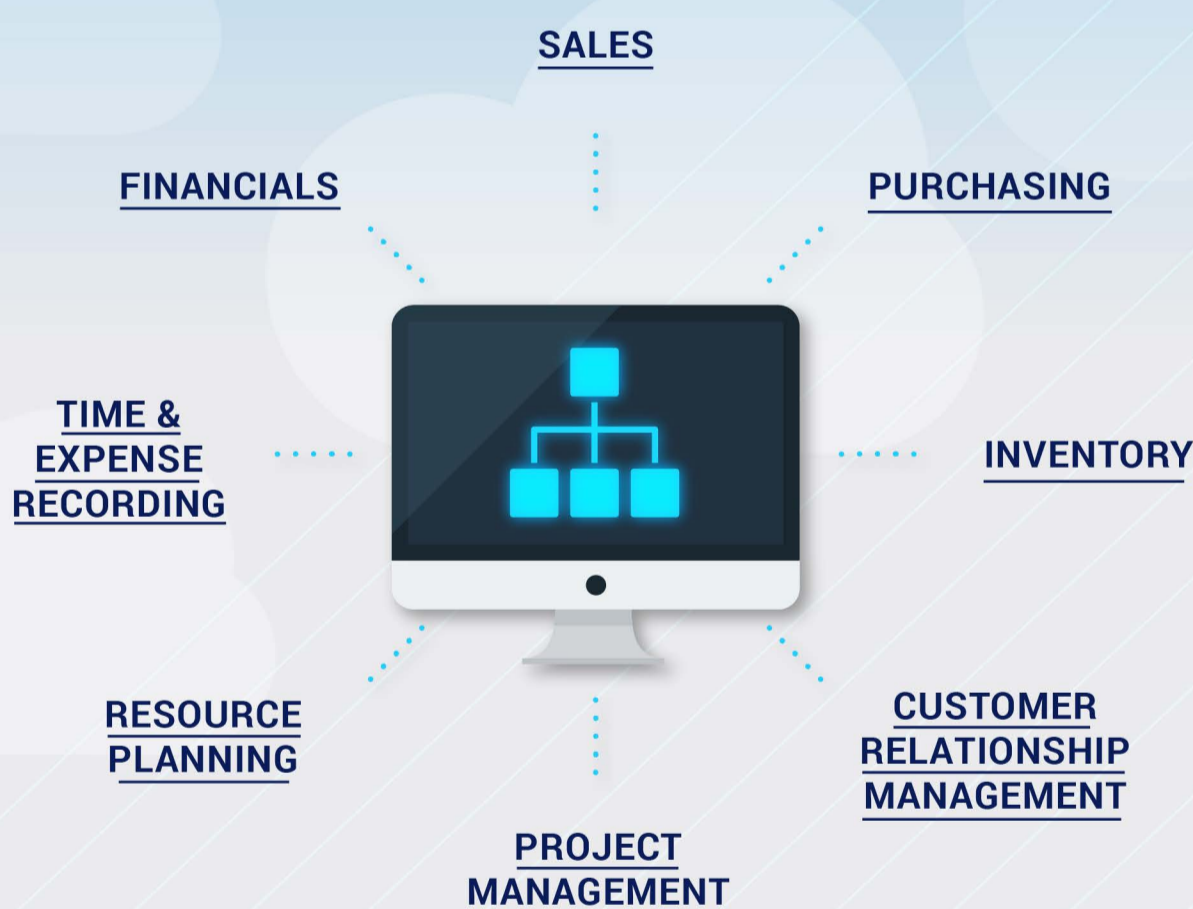 SALES
FINANCIALS
PURCHASING
TIME &
EXPENSE
RECORDING
INVENTORY
RESOURCE
PLANNING
CUSTOMER
RELATIONSHIP
MANAGEMENT
PROJECT
MANAGEMENT